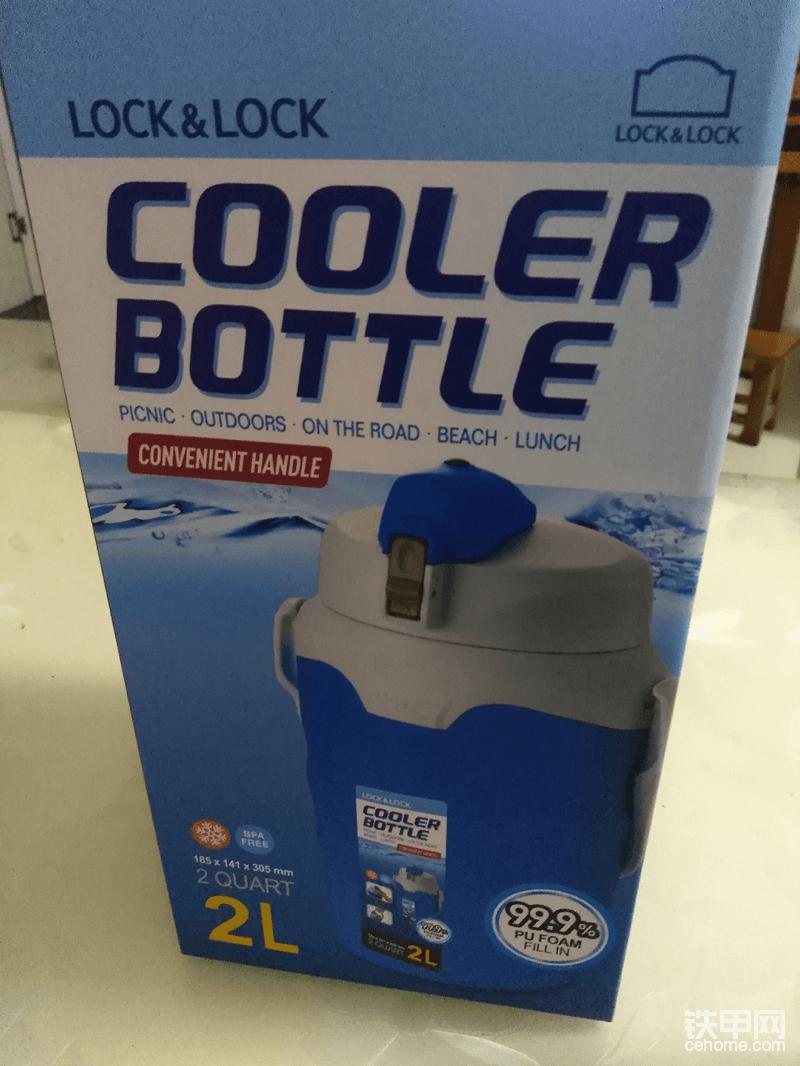 LOCK&LOCK
LOCK&LOCK
COOLER
BOTTLE
PICNIC · OUTDOORS · ON THE ROAD · BEACH · LUNCH
CONVENIENT HANDLE
LOCK&LOCK
COOLER
BOTTLE
BPA
FREE
185 x 141 x 305 mm
2 QUART
2L
2 QUART 2L
99.9%
PU FOAM
FILL IN
铁甲网
cehome.com